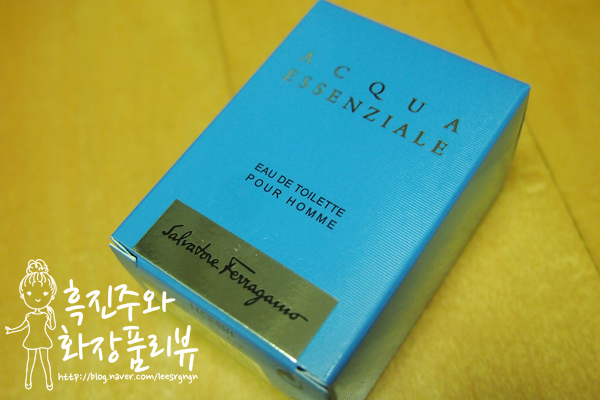 ACQUA
ESSENZIALE
EAU DE TOILETTE
POUR HOMME
Salvatore Ferragamo
흑진주와
화장품리뷰
http://blog.naver.com/leesrgngn